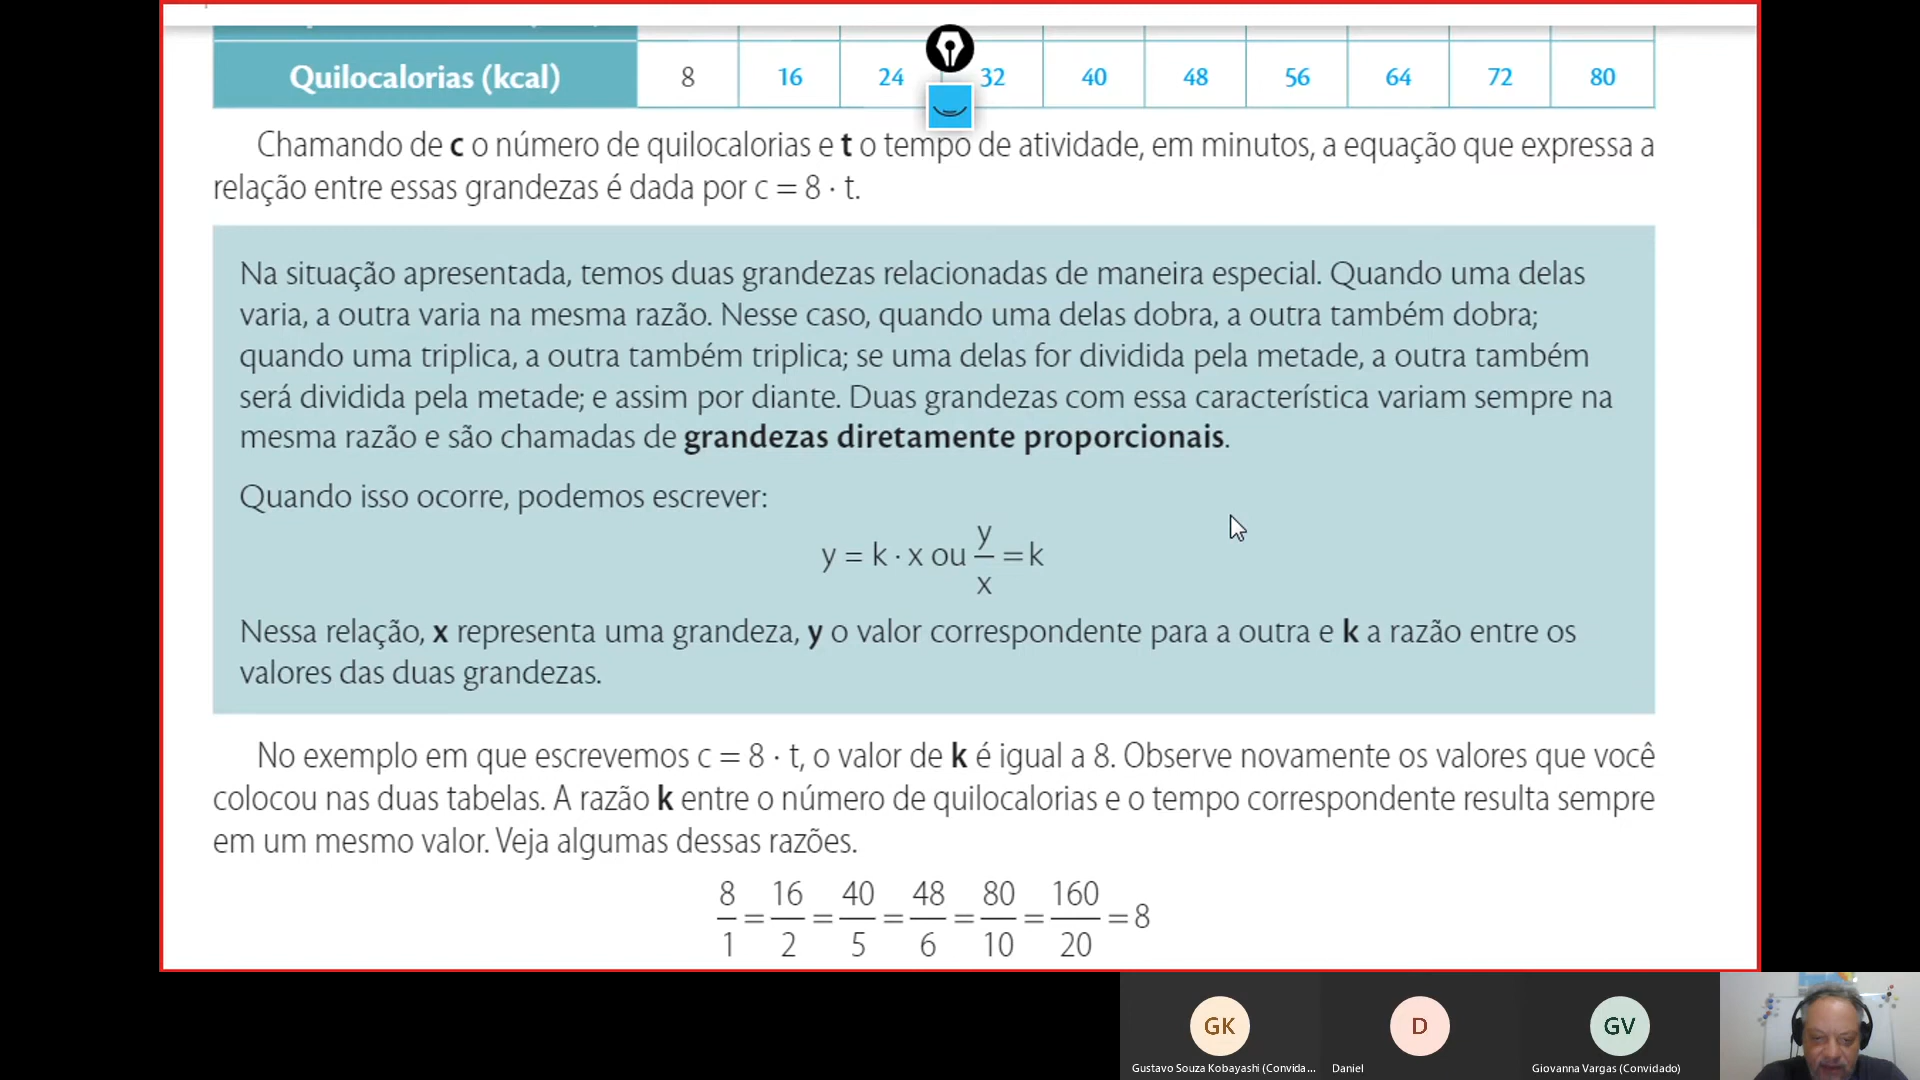 Quilocalorias (kcal) 8 16 24 32 40 48 56 64 72 80
Chamando de c o número de quilocalorias e t o tempo de atividade, em minutos, a equação que expressa a
relação entre essas grandezas é dada por c = 8 · t.
Na situação apresentada, temos duas grandezas relacionadas de maneira especial. Quando uma delas
varia, a outra varia na mesma razão. Nesse caso, quando uma delas dobra, a outra também dobra;
quando uma triplica, a outra também triplica; se uma delas for dividida pela metade, a outra também
será dividida pela metade; e assim por diante. Duas grandezas com essa característica variam sempre na
mesma razão e são chamadas de grandezas diretamente proporcionais.
Quando isso ocorre, podemos escrever:
y = k · x ou y/x = k
Nessa relação, x representa uma grandeza, y o valor correspondente para a outra e k a razão entre os
valores das duas grandezas.
No exemplo em que escrevemos c = 8 · t, o valor de k é igual a 8. Observe novamente os valores que você
colocou nas duas tabelas. A razão k entre o número de quilocalorias e o tempo correspondente resulta sempre
em um mesmo valor. Veja algumas dessas razões.
8/1 = 16/2 = 40/5 = 48/6 = 80/10 = 160/20 = 8
GK D GV
Gustavo Souza Kobayashi (Convida... Daniel Giovanna Vargas (Convidado)